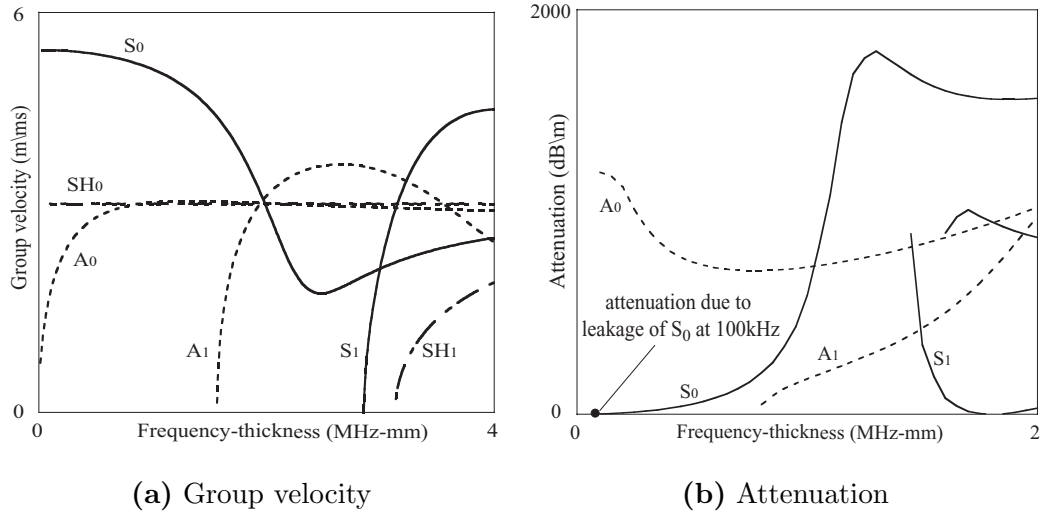 6
Group velocity (m\ms)
S0
SH0
A0
A1
S1
SH1
0
0
Frequency-thickness (MHz-mm)
4
(a) Group velocity
2000
Attenuation (dB\m)
A0
attenuation due to
leakage of S0 at 100kHz
S0
A1
S1
0
0
Frequency-thickness (MHz-mm)
2
(b) Attenuation